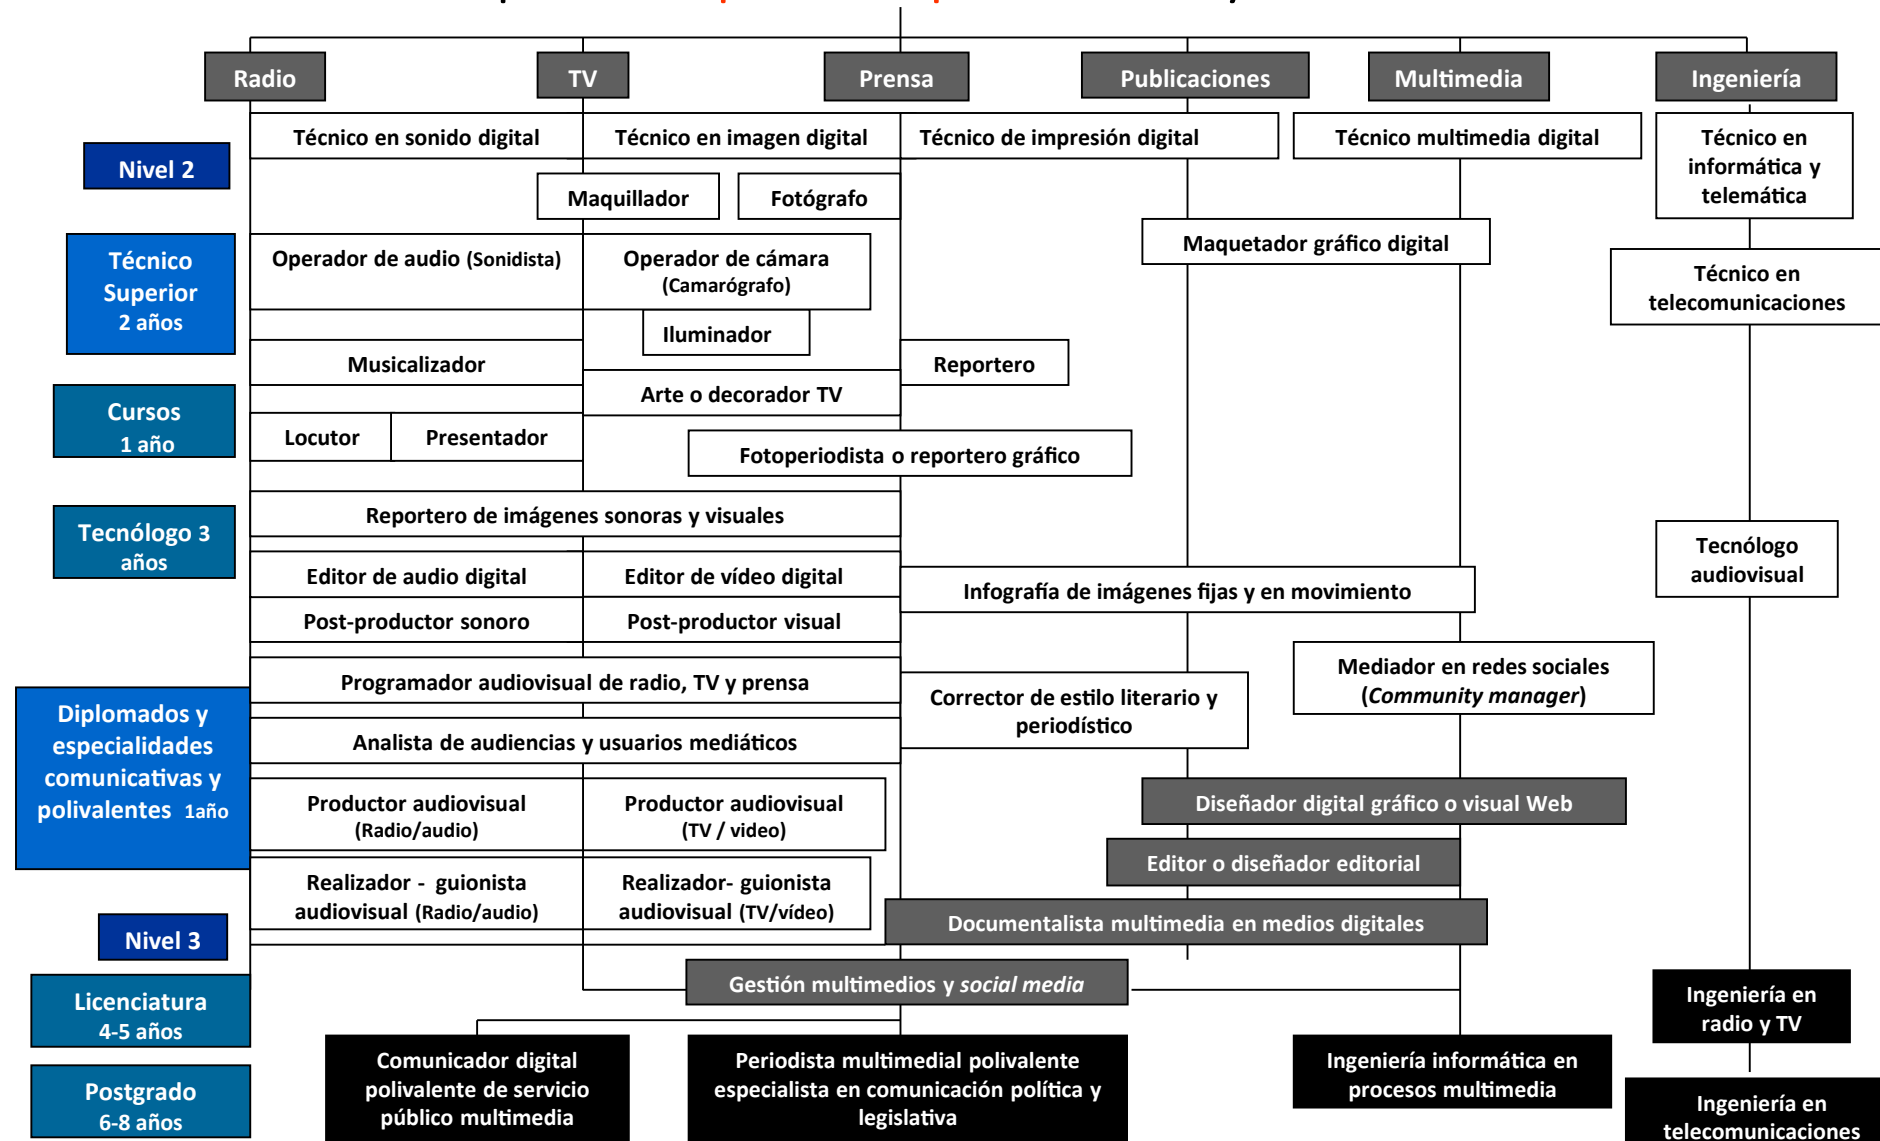 Radio
TV
Prensa
Publicaciones
Multimedia
Ingeniería
Técnico en sonido digital
Técnico en imagen digital
Técnico de impresión digital
Técnico multimedia digital
Técnico en
informática y
telemática
Nivel 2
Maquillador
Fotógrafo
Técnico
Superior
2 años
Operador de audio (Sonidista)
Operador de cámara
(Camarógrafo)
Maquetador gráfico digital
Técnico en
telecomunicaciones
Iluminador
Musicalizador
Reportero
Arte o decorador TV
Cursos
1 año
Locutor
Presentador
Fotoperiodista o reportero gráfico
Reportero de imágenes sonoras y visuales
Tecnólogo 3
años
Tecnólogo
audiovisual
Editor de audio digital
Editor de vídeo digital
Infografía de imágenes fijas y en movimiento
Post-productor sonoro
Post-productor visual
Programador audiovisual de radio, TV y prensa
Corrector de estilo literario y
periodístico
Mediador en redes sociales
(Community manager)
Diplomados y
especialidades
comunicativas y
polivalentes 1año
Analista de audiencias y usuarios mediáticos
Productor audiovisual
(Radio/audio)
Productor audiovisual
(TV / video)
Diseñador digital gráfico o visual Web
Editor o diseñador editorial
Realizador - guionista
audiovisual (Radio/audio)
Realizador- guionista
audiovisual (TV/vídeo)
Documentalista multimedia en medios digitales
Nivel 3
Gestión multimedios y social media
Licenciatura
4-5 años
Ingeniería en
radio y TV
Comunicador digital
polivalente de servicio
público multimedia
Periodista multimedial polivalente
especialista en comunicación política y
legislativa
Ingeniería informática en
procesos multimedia
Postgrado
6-8 años
Ingeniería en
telecomunicaciones